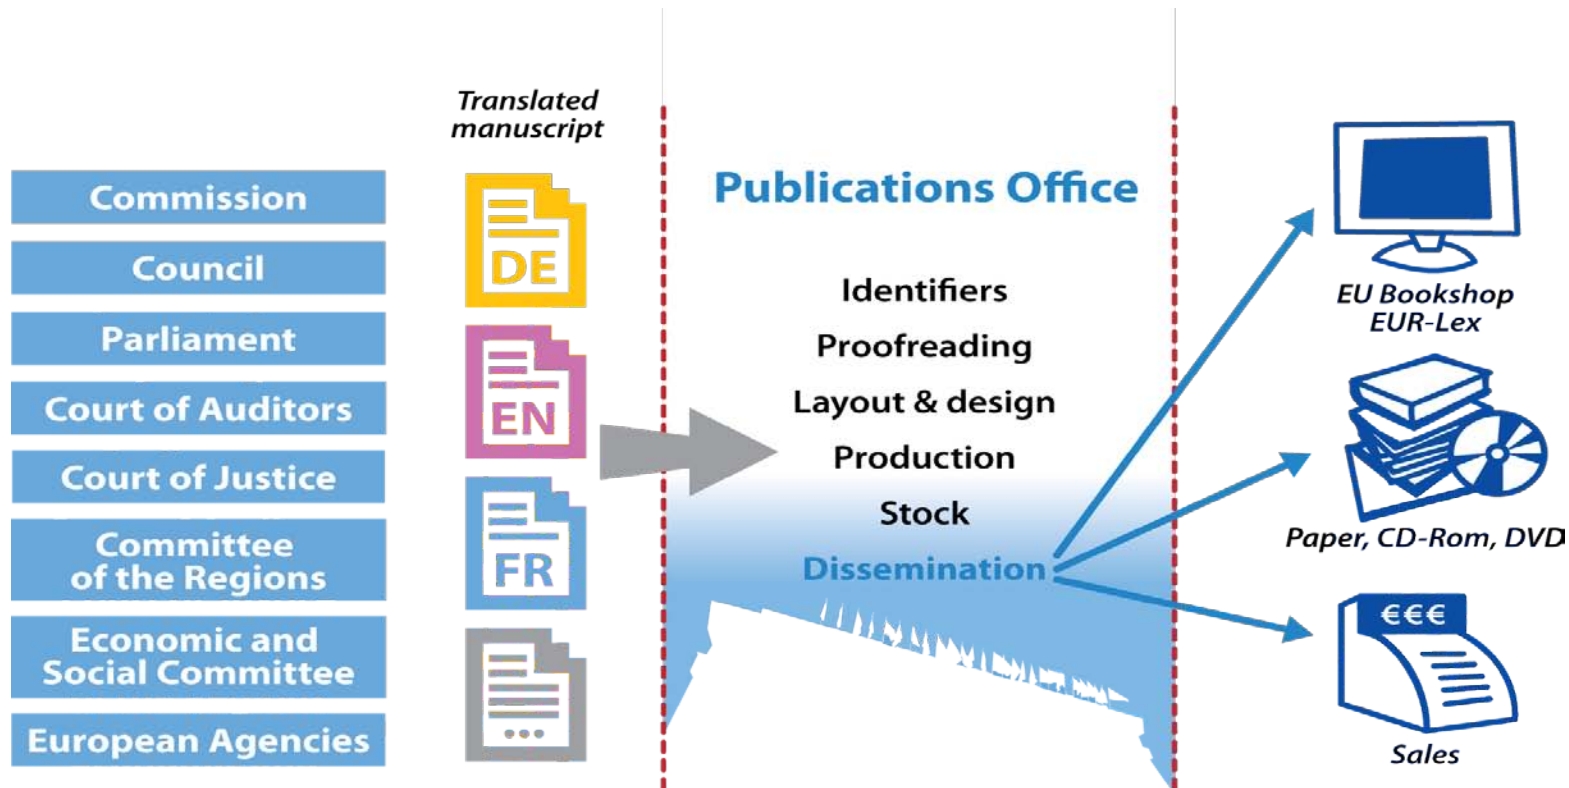 Commission
Council
Parliament
Court of Auditors
Court of Justice
Committee
of the Regions
Economic and
Social Committee
European Agencies
Translated
manuscript
DE
EN
FR
...
Publications Office
Identifiers
Proofreading
Layout & design
Production
Stock
Dissemination
EU Bookshop
EUR-Lex
Paper, CD-Rom, DVD
€€€
Sales